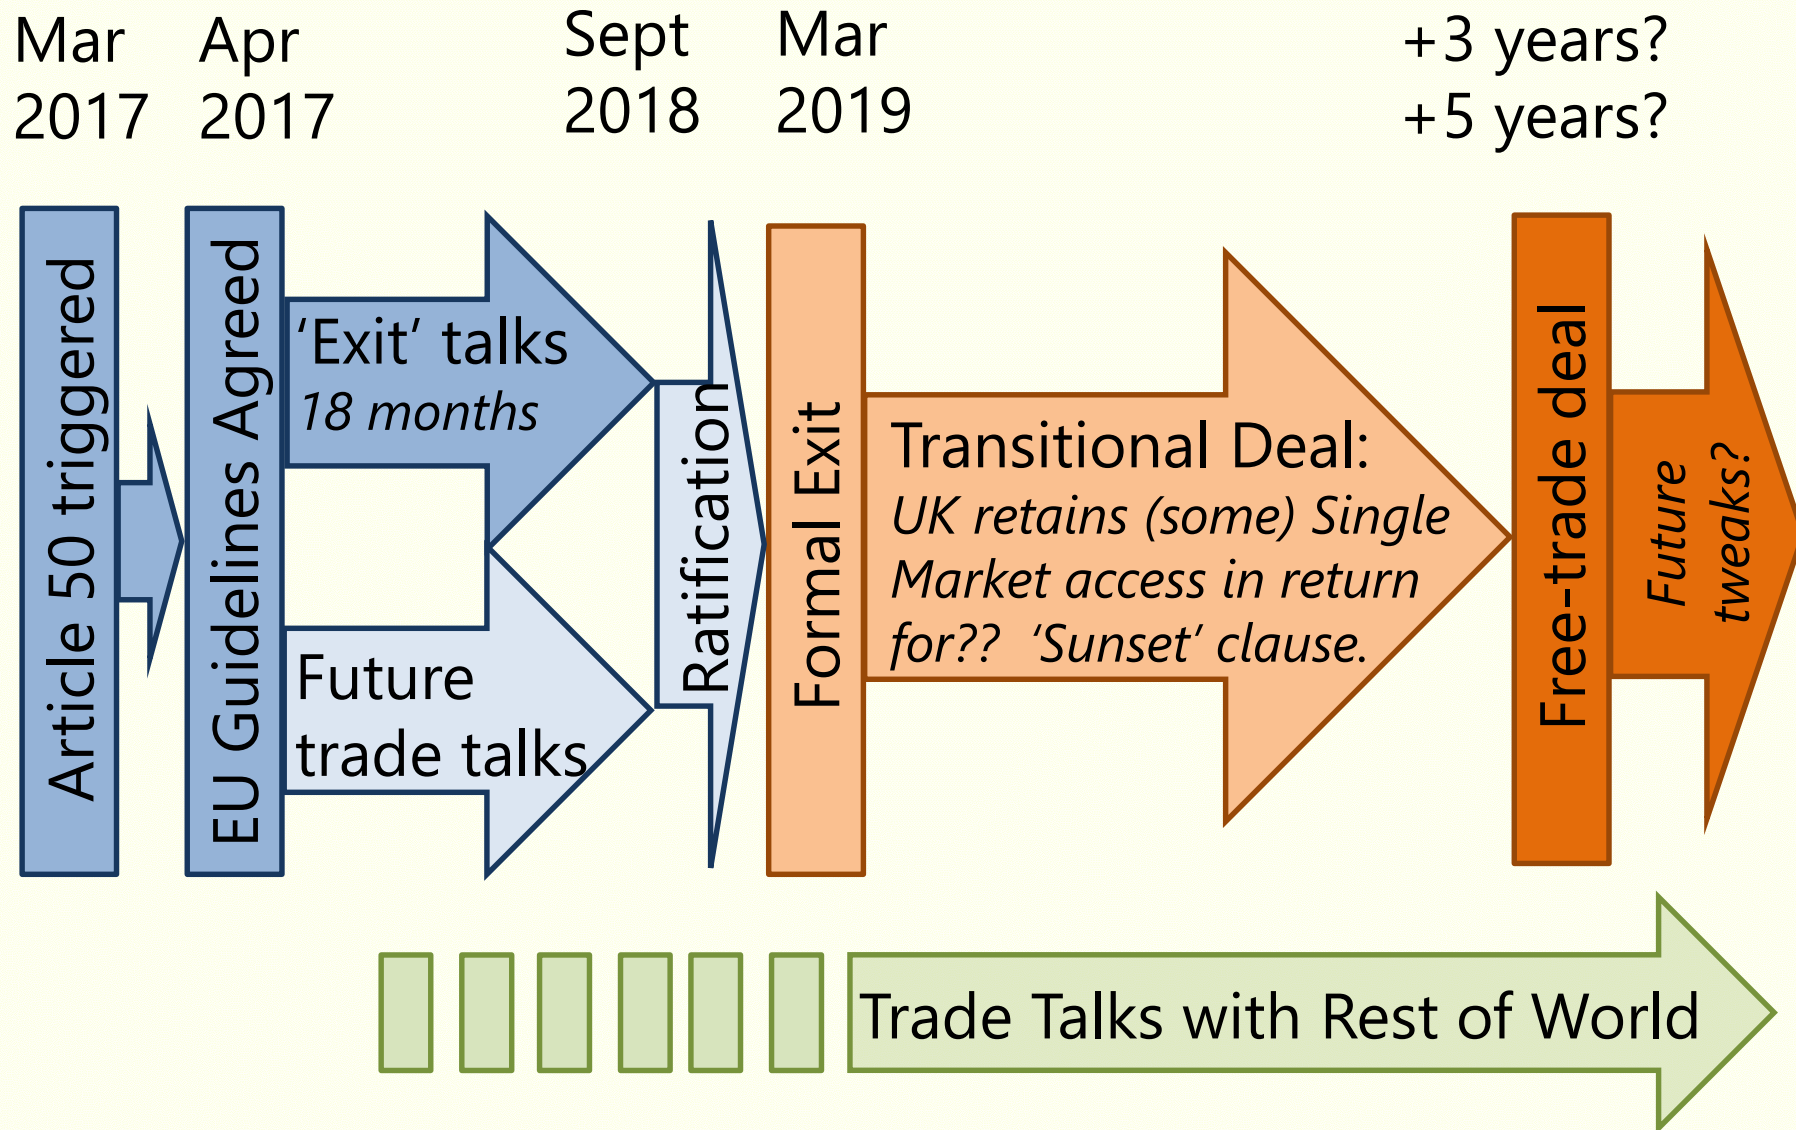 Mar
2017
Apr
2017
Sept
2018
Mar
2019
+3 years?
+5 years?
Article 50 triggered
EU Guidelines Agreed
‘Exit’ talks
18 months
Future
trade talks
Ratification
Formal Exit
Transitional Deal:
UK retains (some) Single
Market access in return
for??  ‘Sunset’ clause.
Free-trade deal
Future
tweaks?
Trade Talks with Rest of World